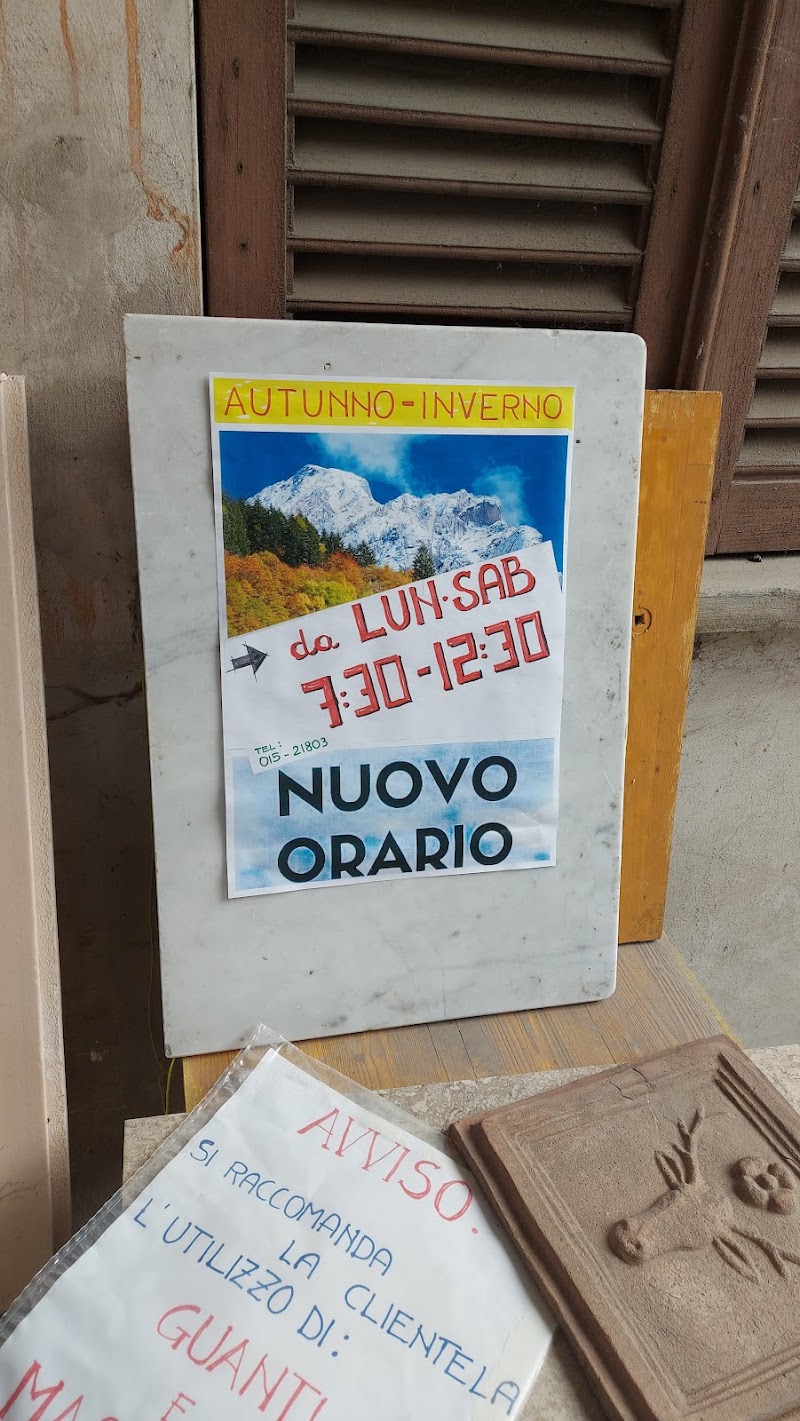 AUTUNNO-INVERNO
da LUN·SAB
7:30-12:30
TEL:
015-21803
NUOVO
ORARIO
AVVISO.
SI RACCOMANDA
LA CLIENTELA
L'UTILIZZO DI:
GUANTI
E